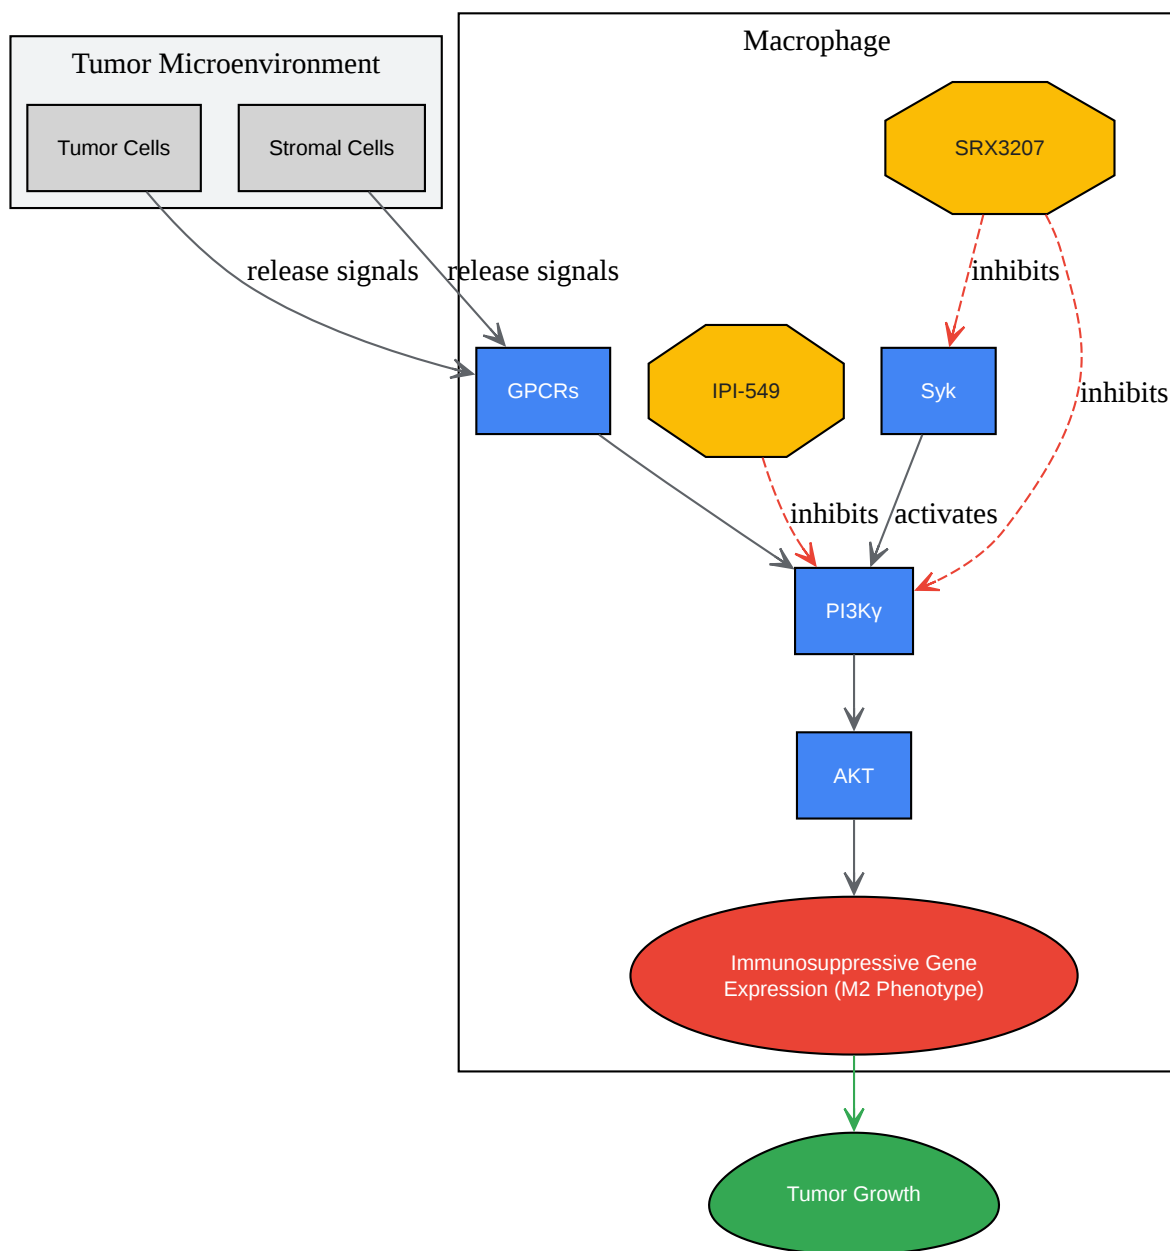 Macrophage
Tumor Microenvironment
Tumor Cells
Stromal Cells
SRX3207
release signals
release signals
inhibits
GPCRs
IPI-549
Syk
inhibits
inhibits
activates
PI3Kγ
AKT
Immunosuppressive Gene
Expression (M2 Phenotype)
Tumor Growth